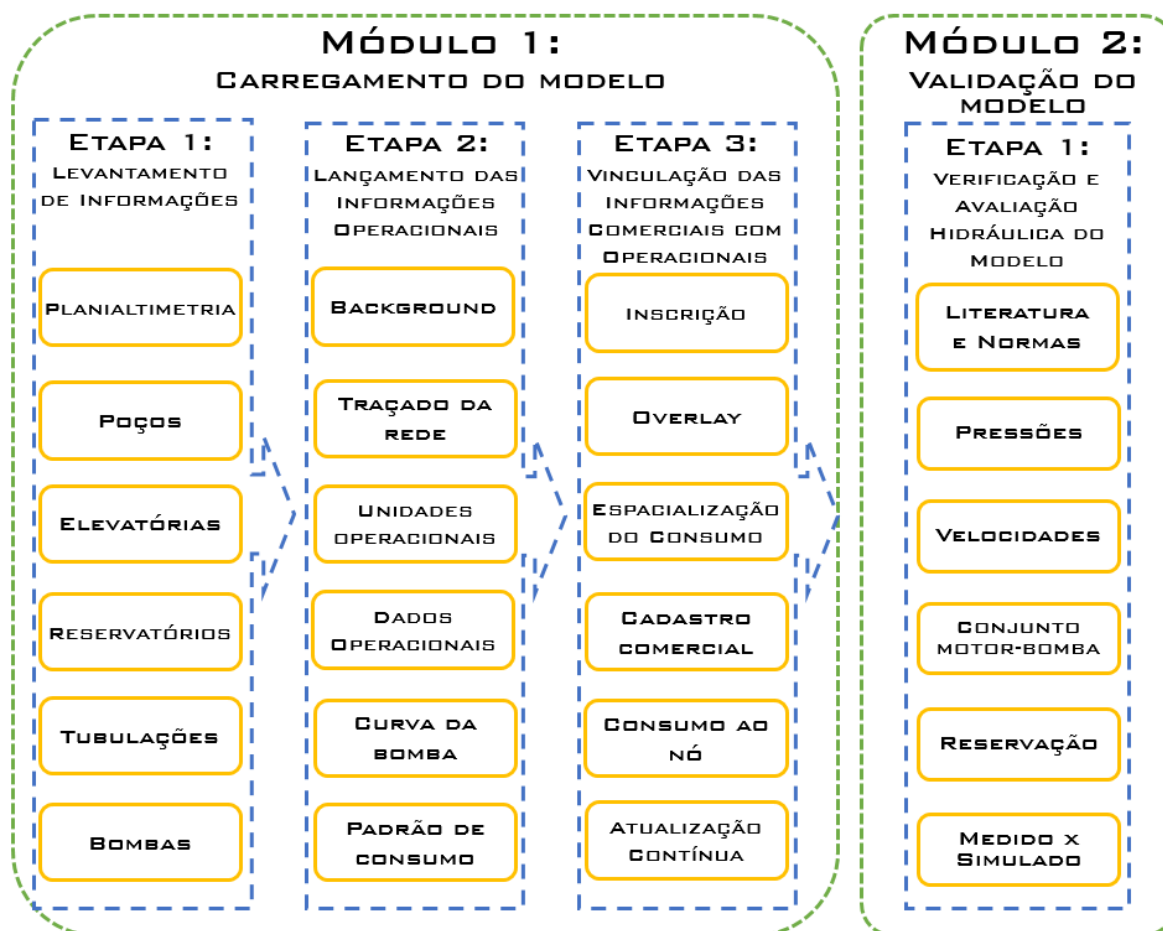 Módulo 1:
Carregamento do modelo
Etapa 1:
Levantamento
de Informações
Planialtimetria
Poços
Elevatórias
Reservatórios
Tubulações
Bombas
Etapa 2:
Lançamento das
Informações
Operacionais
Background
Traçado da
rede
Unidades
operacionais
Dados
Operacionais
Curva da
bomba
Padrão de
consumo
Etapa 3:
Vinculação das
Informações
Comerciais com
Operacionais
Inscrição
Overlay
Espacialização
do Consumo
Cadastro
comercial
Consumo ao
nó
Atualização
Contínua
Módulo 2:
Validação do
modelo
Etapa 1:
Verificação e
Avaliação
Hidráulica do
Modelo
Literatura
e Normas
Pressões
Velocidades
Conjunto
motor-bomba
Reservação
Medido x
Simulado